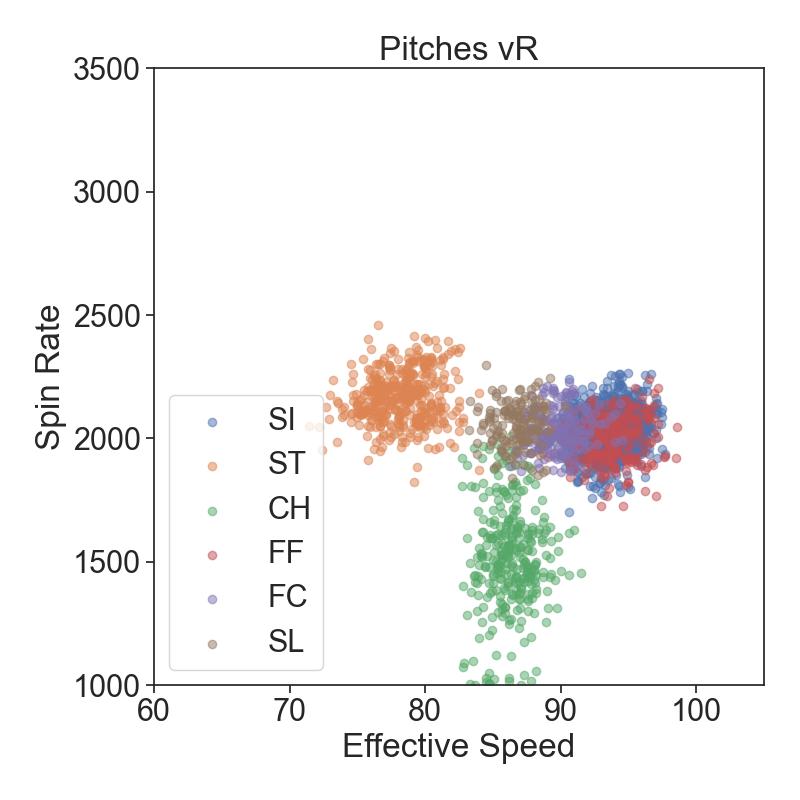 Pitches vR
3500
3000
2500
2000
1500
1000
Spin Rate
SI
ST
CH
FF
FC
SL
60 70 80 90 100
Effective Speed